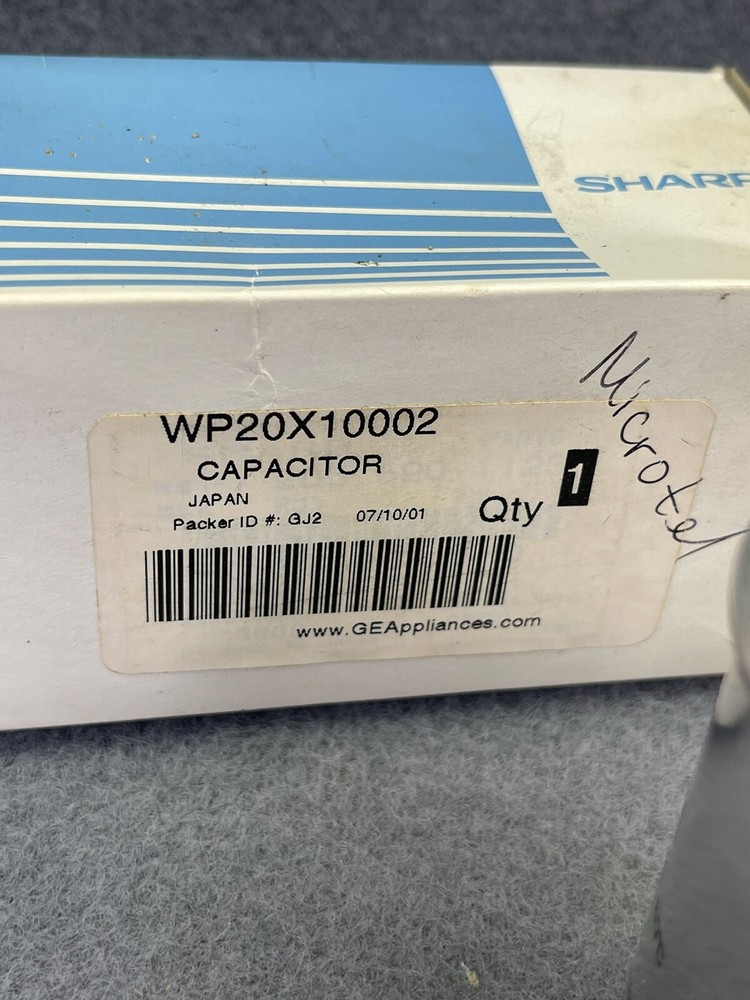 SHARP
WP20X10002
CAPACITOR
JAPAN
Packer ID #: GJ2 07/10/01
Qty 1
www.GEAppliances.com
Microtel